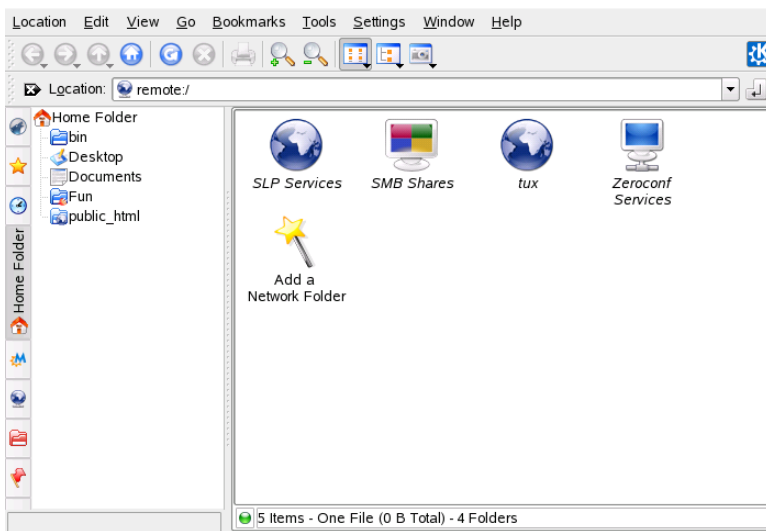 Location Edit View Go Bookmarks Tools Settings Window Help
Location: remote:/
Home Folder
bin
Desktop
Documents
Fun
public_html
Home Folder
SLP Services
SMB Shares
tux
Zeroconf
Services
Add a
Network Folder
5 Items - One File (0 B Total) - 4 Folders